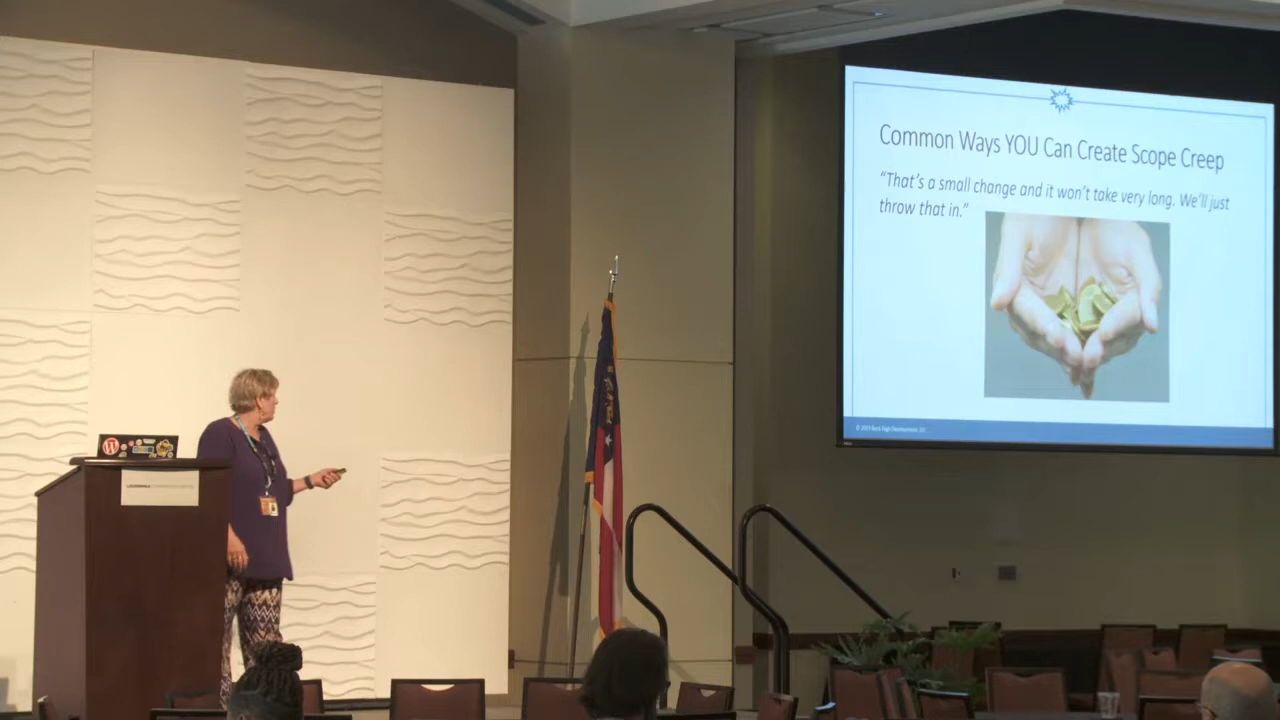 Common Ways YOU Can Create Scope Creep
“That’s a small change and it won’t take very long. We’ll just
throw that in.”